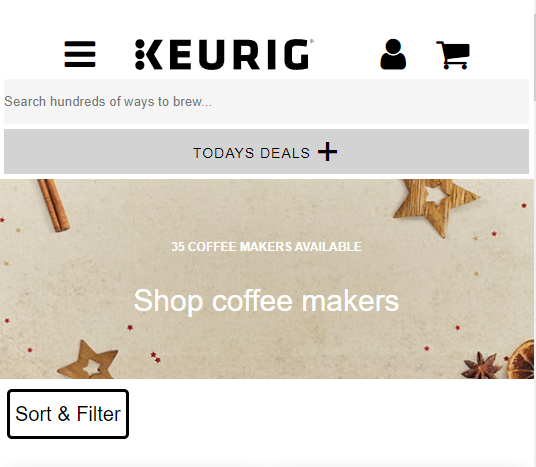 KEURIG
Search hundreds of ways to brew...
TODAYS DEALS
35 COFFEE MAKERS AVAILABLE
Shop coffee makers
Sort & Filter